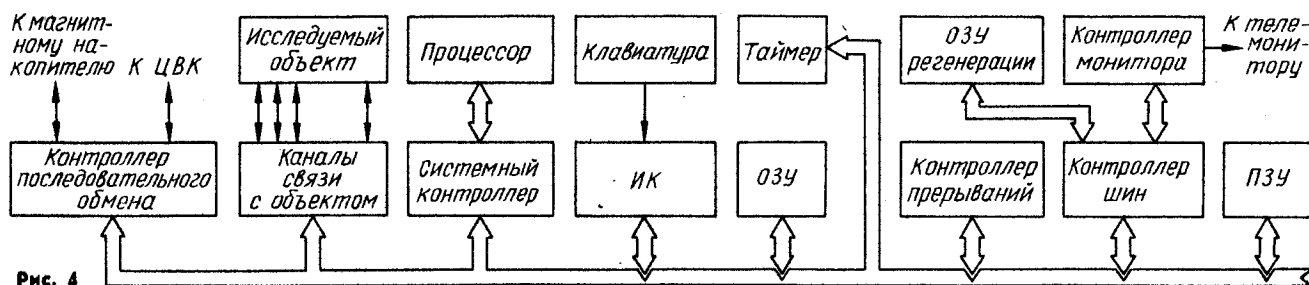 К магнит-
ному на-
копителю К ЦВК
Исследуемый
объект
Процессор
Клавиатура
Таймер
ОЗУ
регенерации
Контроллер
монитора
К теле-
мони-
тору
Контроллер
последовательного
обмена
Каналы
связи
с объектом
Системный
контроллер
ИК
ОЗУ
Контроллер
прерываний
Контроллер
шин
ПЗУ
Рис. 4